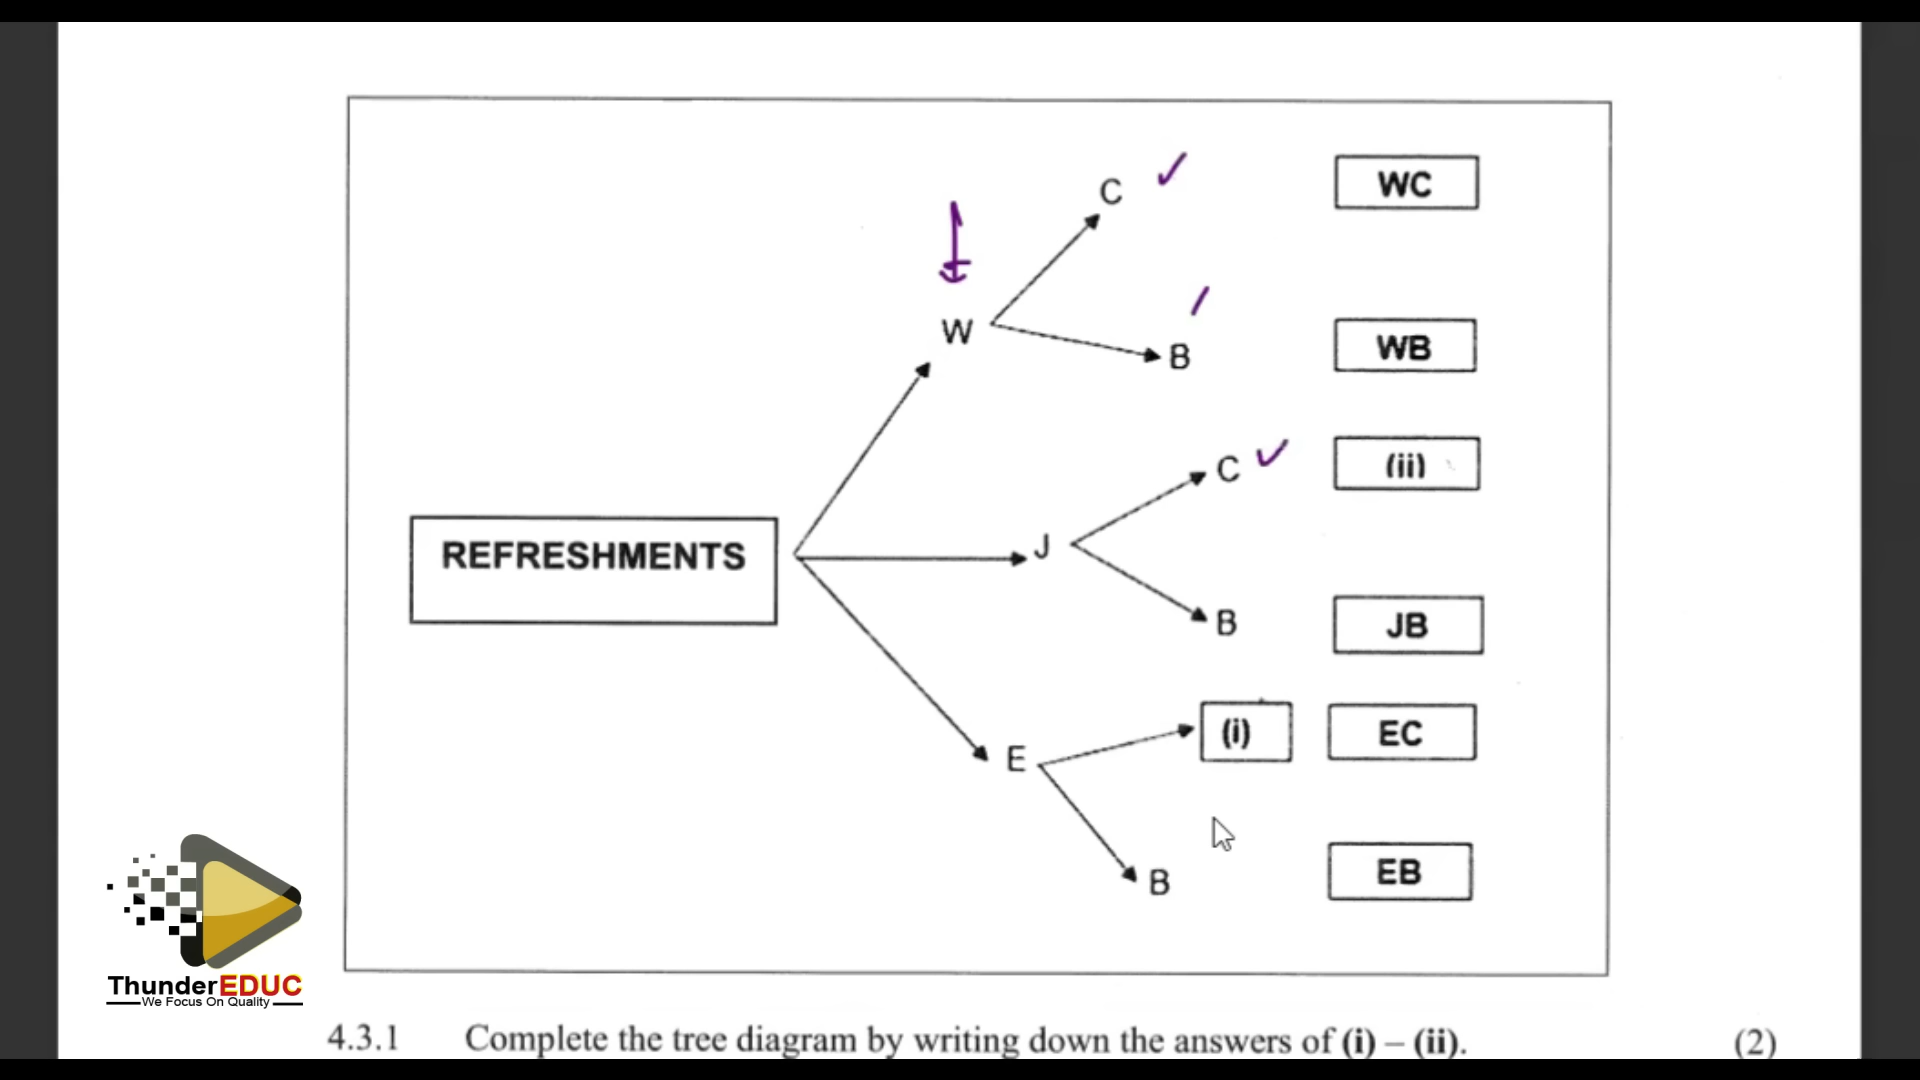 C
WC
W
B
WB
C
(ii)
REFRESHMENTS
J
B
JB
E
(i)
EC
B
EB
ThunderEDUC
We Focus On Quality
4.3.1 Complete the tree diagram by writing down the answers of (i) – (ii). (2)